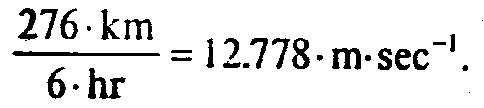 276·km / 6·hr = 12.778·m·sec⁻¹.